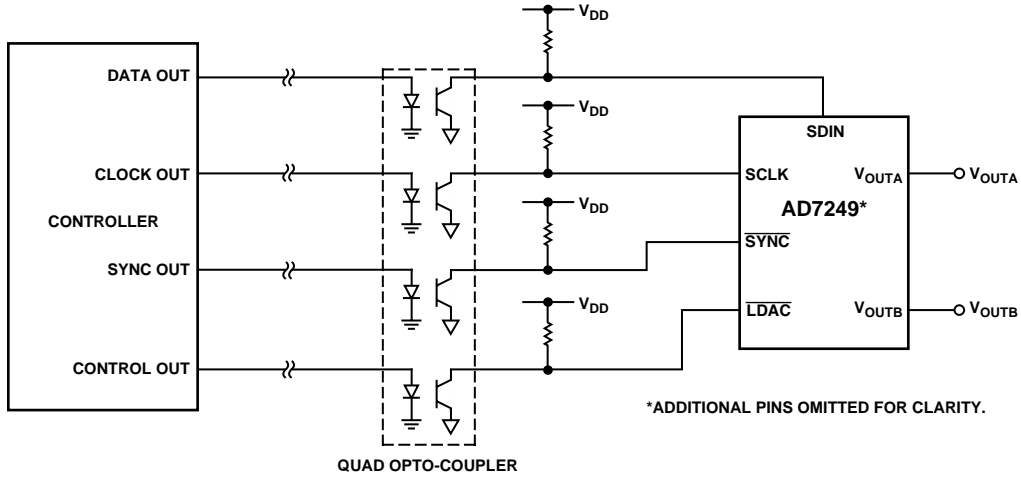 V_DD
DATA OUT
V_DD
SDIN
CLOCK OUT
SCLK
V_OUTA
V_OUTA
V_DD
AD7249*
CONTROLLER
SYNC
SYNC OUT
V_DD
LDAC
V_OUTB
V_OUTB
CONTROL OUT
*ADDITIONAL PINS OMITTED FOR CLARITY.
QUAD OPTO-COUPLER